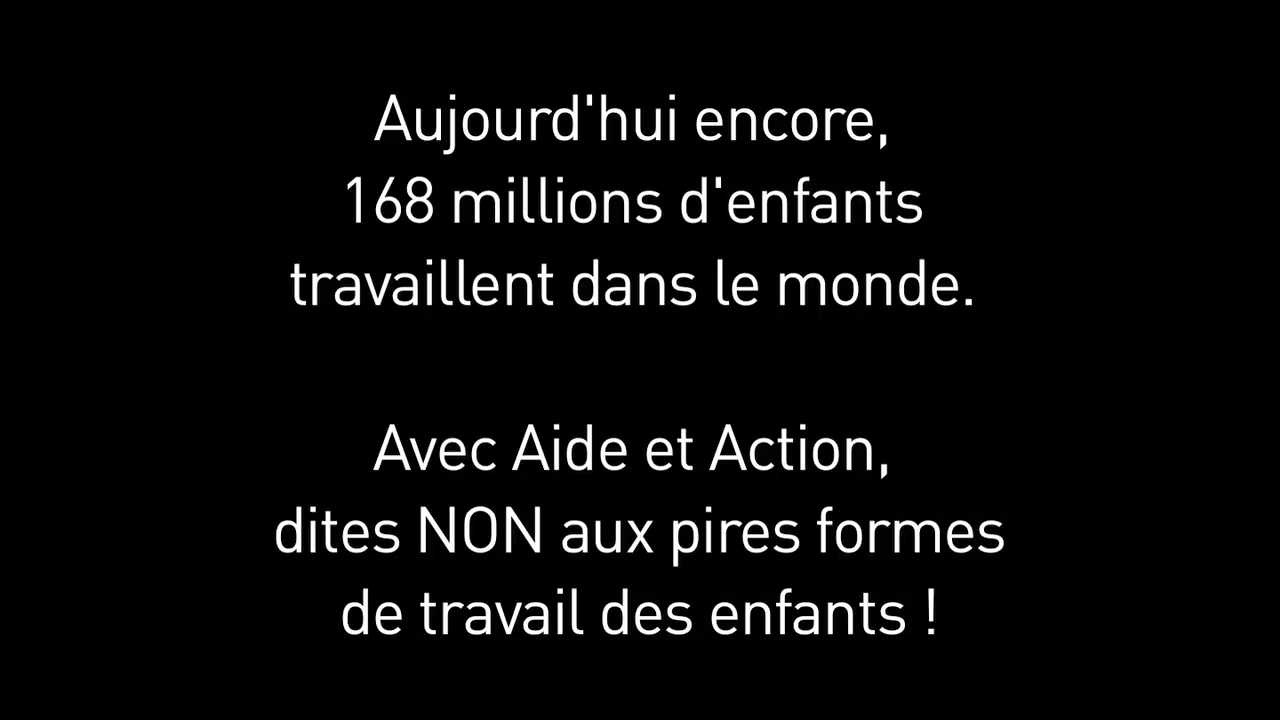 Aujourd'hui encore,
168 millions d'enfants
travaillent dans le monde.
Avec Aide et Action,
dites NON aux pires formes
de travail des enfants !